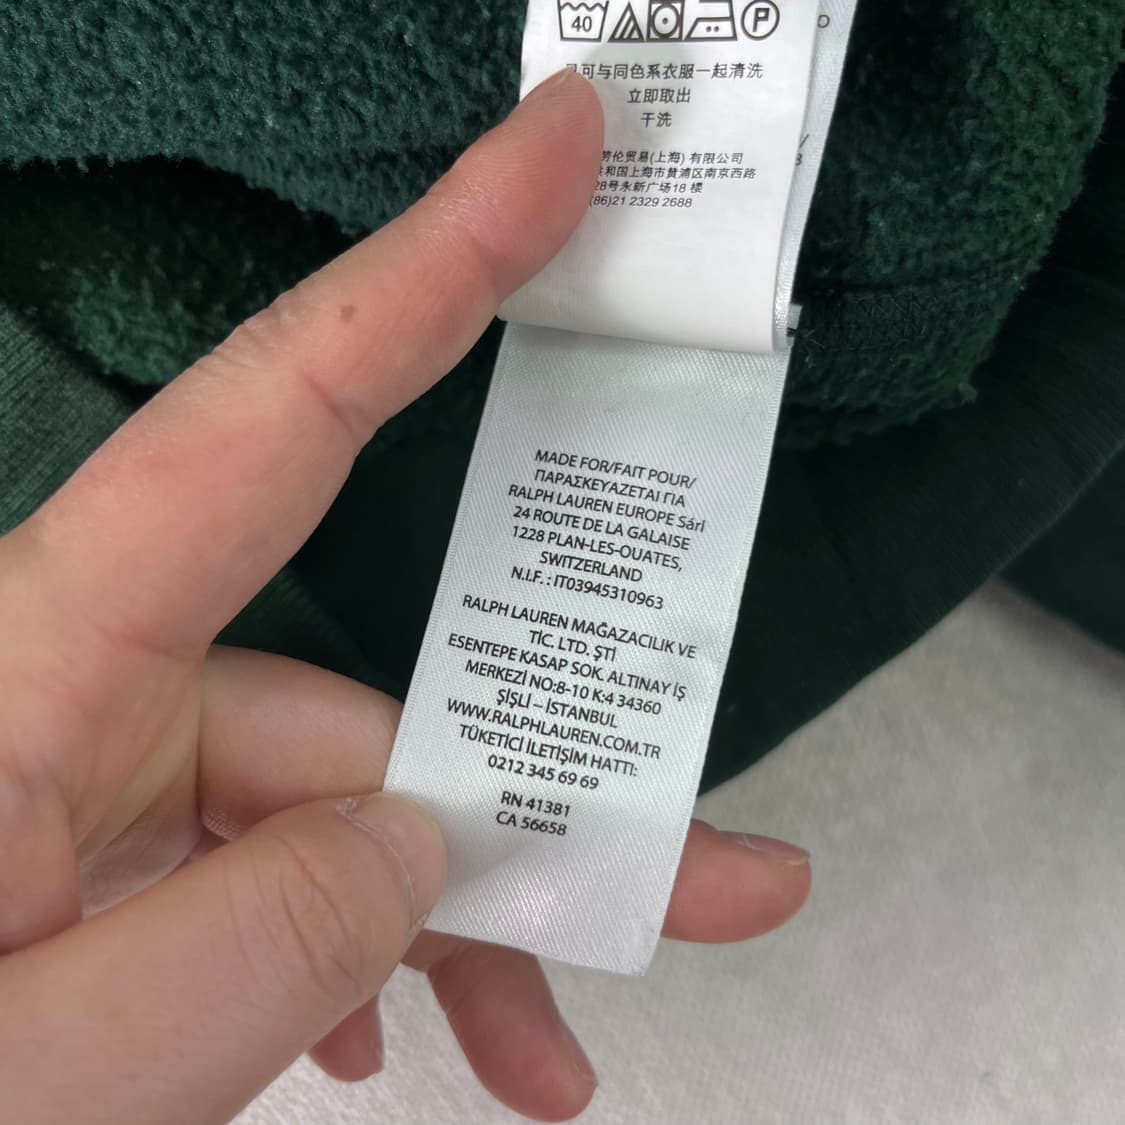 40
P
可与同色系衣服一起清洗
立即取出
干洗
劳伦贸易(上海) 有限公司
和国上海市黄浦区南京西路
28号永新广场18 楼
(86)21 2329 2688
MADE FOR/FAIT POUR/
ΠΑΡΑΣΚΕΥΑΖΕΤΑΙ ΓΙΑ
RALPH LAUREN EUROPE Sárl
24 ROUTE DE LA GALAISE
1228 PLAN-LES-OUATES,
SWITZERLAND
N.I.F. : IT03945310963
RALPH LAUREN MAĞAZACILIK VE
TİC. LTD. ŞTİ
ESENTEPE KASAP SOK. ALTINAY İŞ
MERKEZİ NO:8-10 K:4 34360
ŞİŞLİ – İSTANBUL
WWW.RALPHLAUREN.COM.TR
TÜKETİCİ İLETİŞİM HATTI:
0212 345 69 69
RN 41381
CA 56658